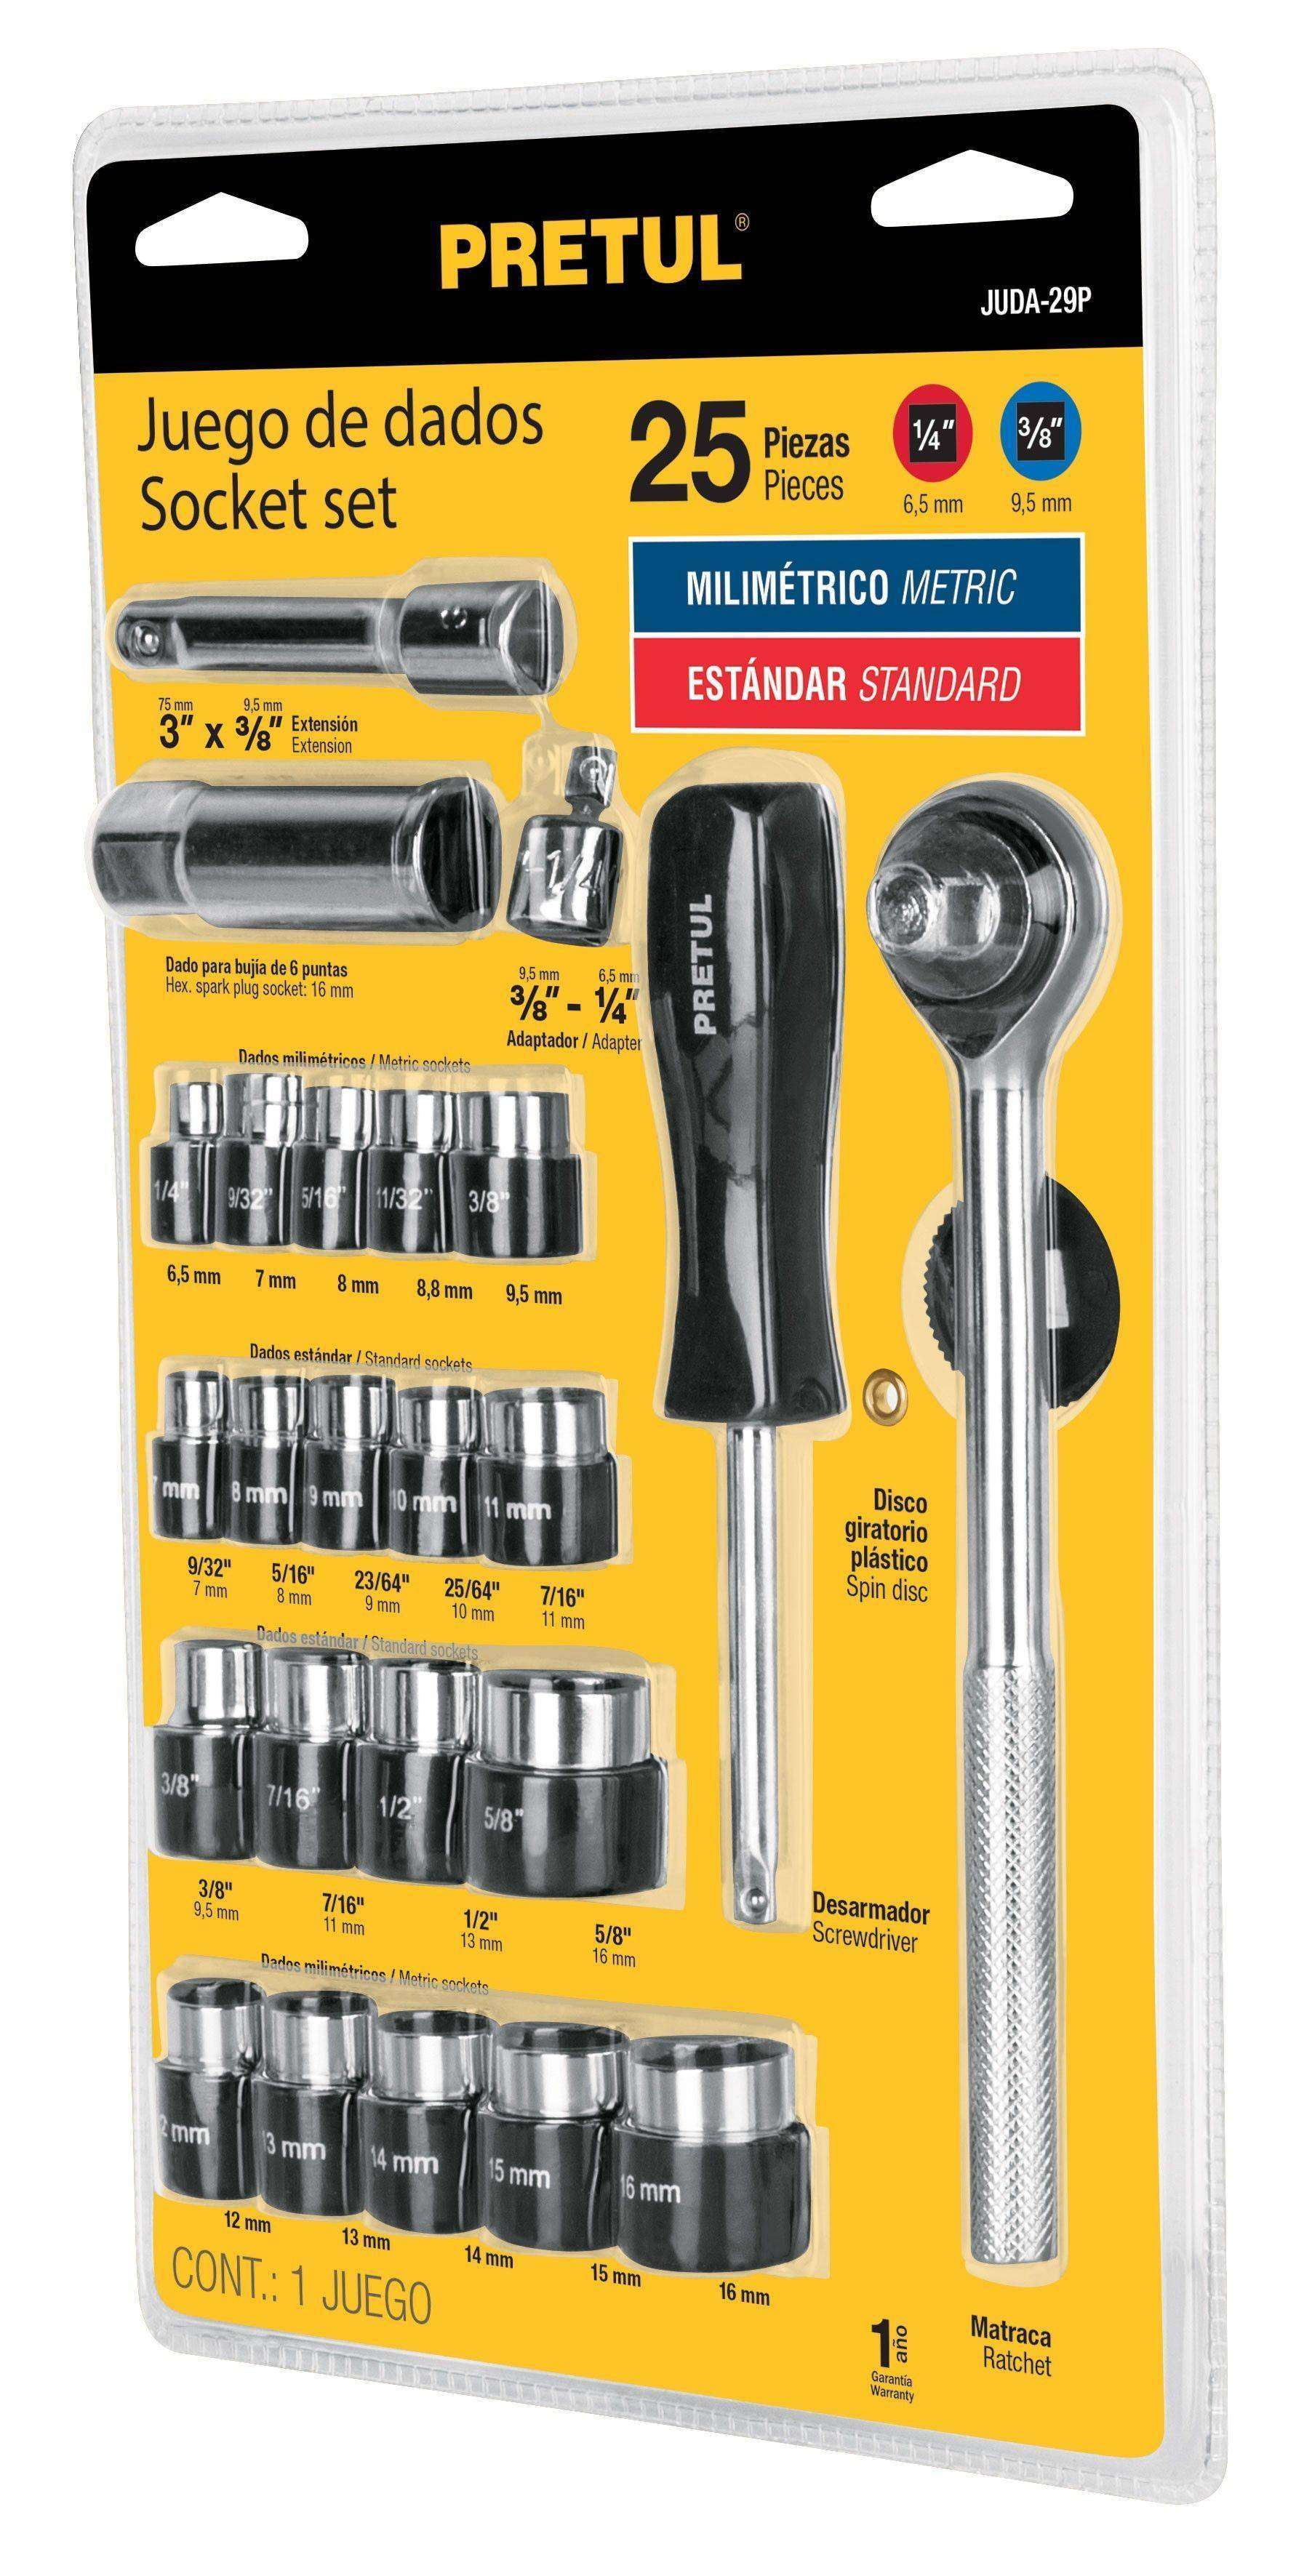 PRETUL®
JUDA-29P
Juego de dados
Socket set
25 Piezas
Pieces
1/4"
6,5 mm
3/8"
9,5 mm
MILIMÉTRICO METRIC
ESTÁNDAR STANDARD
75 mm 9,5 mm
3" x 3/8" Extensión
Extension
Dado para bujía de 6 puntas
Hex. spark plug socket: 16 mm
9,5 mm 6,5 mm
3/8" - 1/4"
Adaptador / Adapter
PRETUL
Dados milimétricos / Metric sockets
1/4" 9/32" 5/16" 11/32" 3/8"
6,5 mm 7 mm 8 mm 8,8 mm 9,5 mm
Dados estándar / Standard sockets
7 mm 8 mm 9 mm 10 mm 11 mm
9/32" 5/16" 23/64" 25/64" 7/16"
7 mm 8 mm 9 mm 10 mm 11 mm
Disco
giratorio
plástico
Spin disc
Dados estándar / Standard sockets
3/8" 7/16" 1/2" 5/8"
3/8" 7/16" 1/2" 5/8"
9,5 mm 11 mm 13 mm 16 mm
Desarmador
Screwdriver
Dados milimétricos / Metric sockets
2 mm 13 mm 14 mm 15 mm 16 mm
12 mm 13 mm 14 mm 15 mm 16 mm
CONT.: 1 JUEGO
1 año
Garantía
Warranty
Matraca
Ratchet